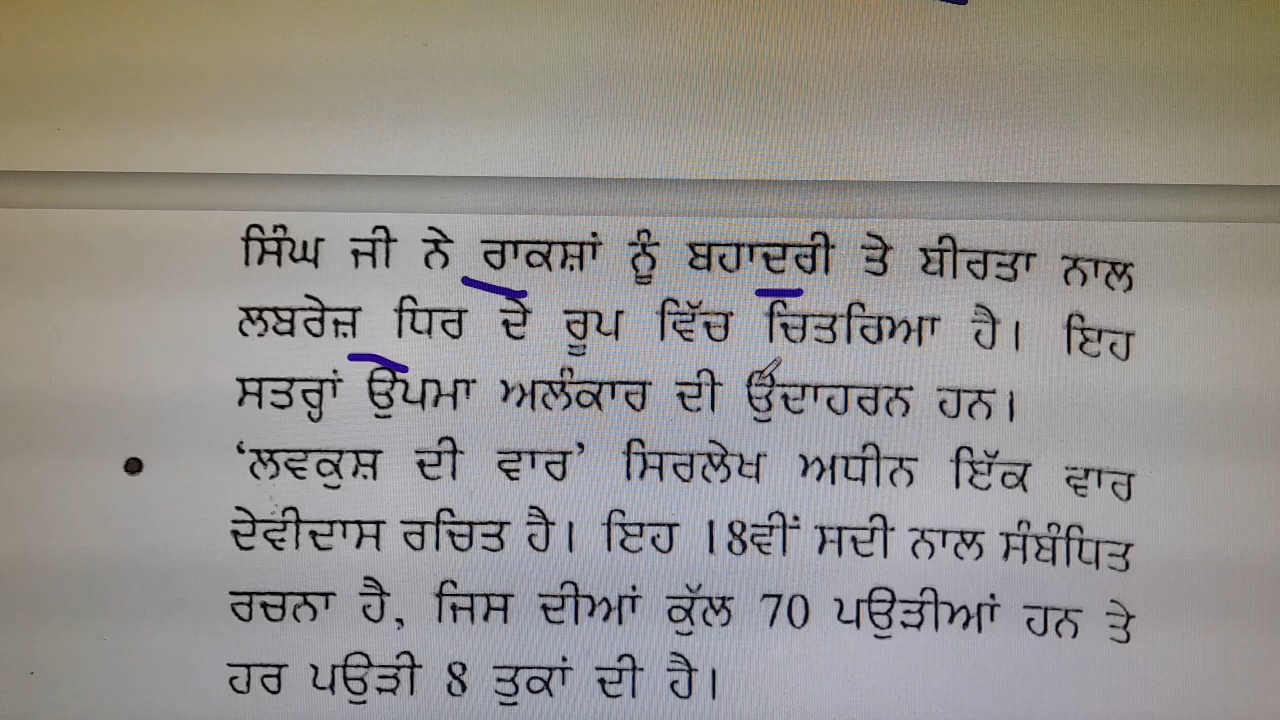 ਸਿੰਘ ਜੀ ਨੇ ਰਾਕਸ਼ਾਂ ਨੂੰ ਬਹਾਦਰੀ ਤੇ ਬੀਰਤਾ ਨਾਲ
ਲਬਰੇਜ਼ ਧਿਰ ਦੇ ਰੂਪ ਵਿੱਚ ਚਿਤਰਿਆ ਹੈ। ਇਹ
ਸਤਰ੍ਹਾਂ ਉਪਮਾ ਅਲੰਕਾਰ ਦੀ ਉਦਾਹਰਨ ਹਨ।
• ‘ਲਵਕੁਸ਼ ਦੀ ਵਾਰ’ ਸਿਰਲੇਖ ਅਧੀਨ ਇੱਕ ਵਾਰ
ਦੇਵੀਦਾਸ ਰਚਿਤ ਹੈ। ਇਹ 18ਵੀਂ ਸਦੀ ਨਾਲ ਸੰਬੰਧਿਤ
ਰਚਨਾ ਹੈ, ਜਿਸ ਦੀਆਂ ਕੁੱਲ 70 ਪਉੜੀਆਂ ਹਨ ਤੇ
ਹਰ ਪਉੜੀ 8 ਤੁਕਾਂ ਦੀ ਹੈ।